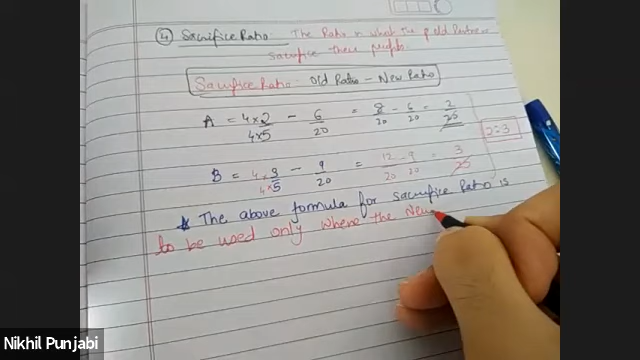 ④ Sacrifice Ratio: The Ratio in what the old Partners
sacrifice there people.
Sacrifice Ratio = Old Ratio - New Ratio
A = 4 × 2 / 4 × 5 - 6 / 20 = 8 / 20 - 6 / 20 = 2 / 20
2:3
B = 4 × 3 / 4 × 5 - 9 / 20 = 12 / 20 - 9 / 20 = 3 / 20
* The above formula for sacrifice Ratio is
to be used only where the New
Nikhil Punjabi